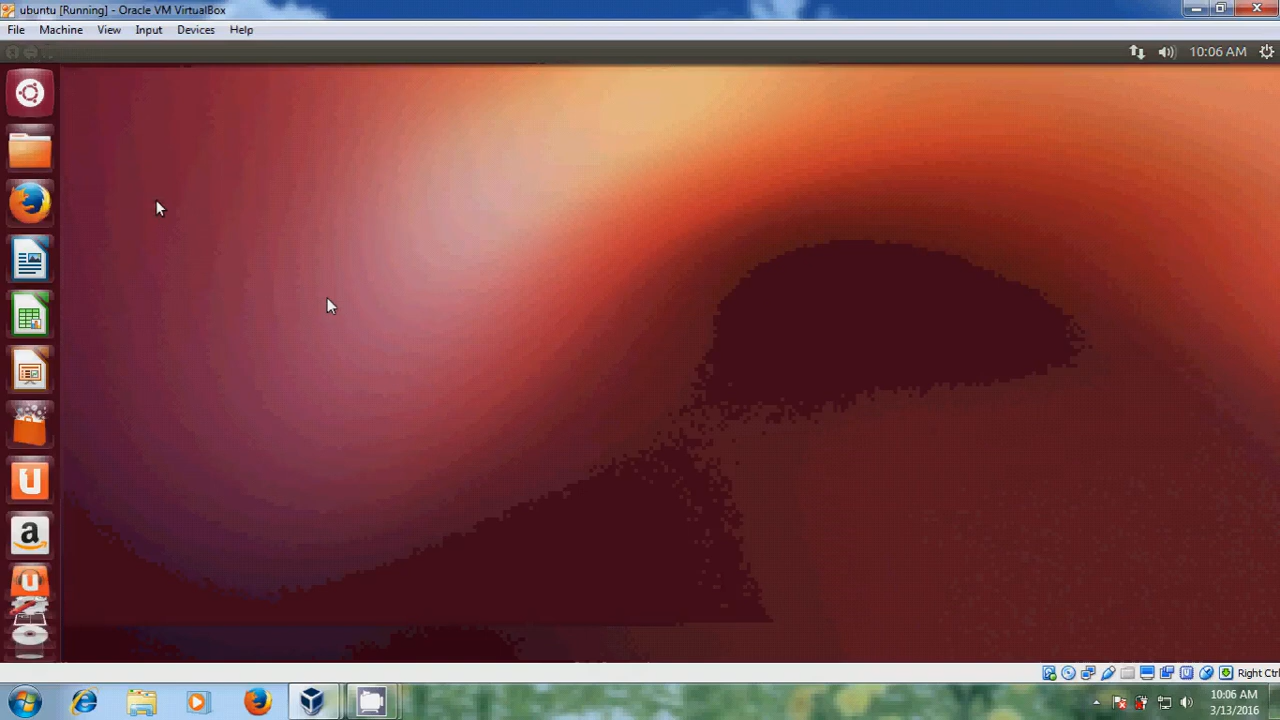 ubuntu [Running] - Oracle VM VirtualBox
File Machine View Input Devices Help
10:06 AM
Right Ctrl
10:06 AM
3/13/2016